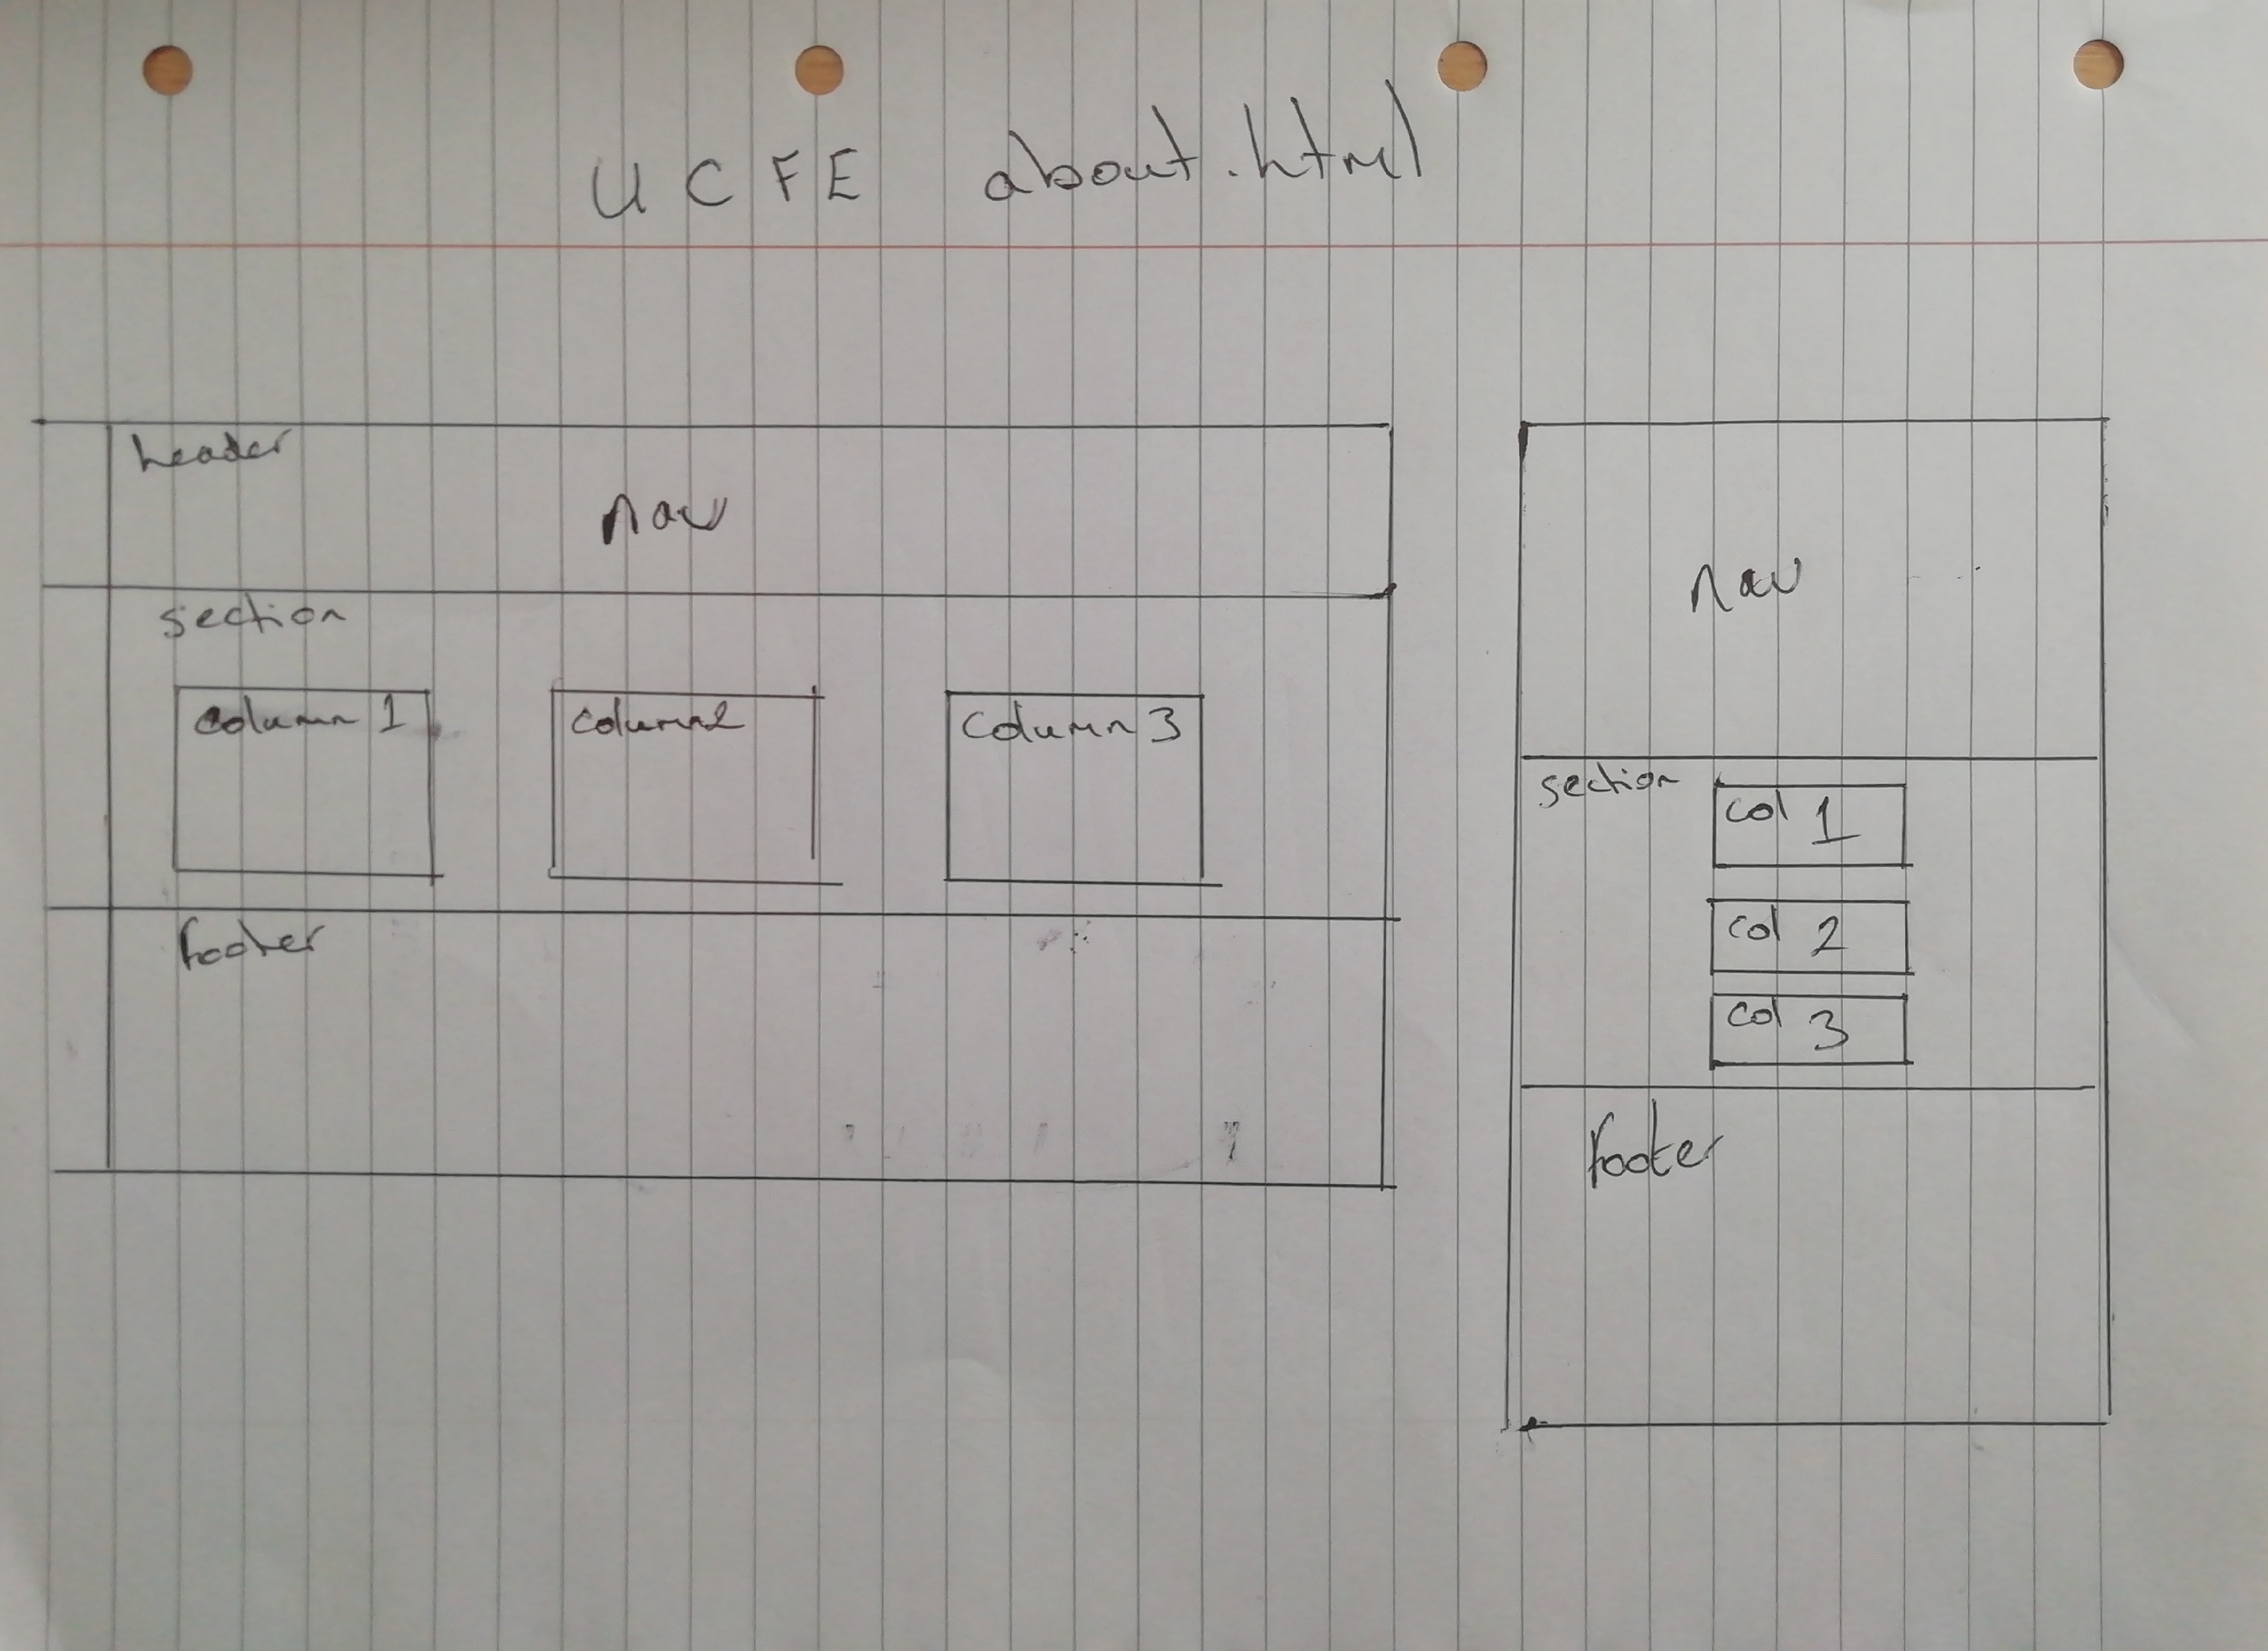 UCFE about.html
header
nav
section
column 1
column2
column 3
footer
nav
section
col 1
col 2
col 3
footer